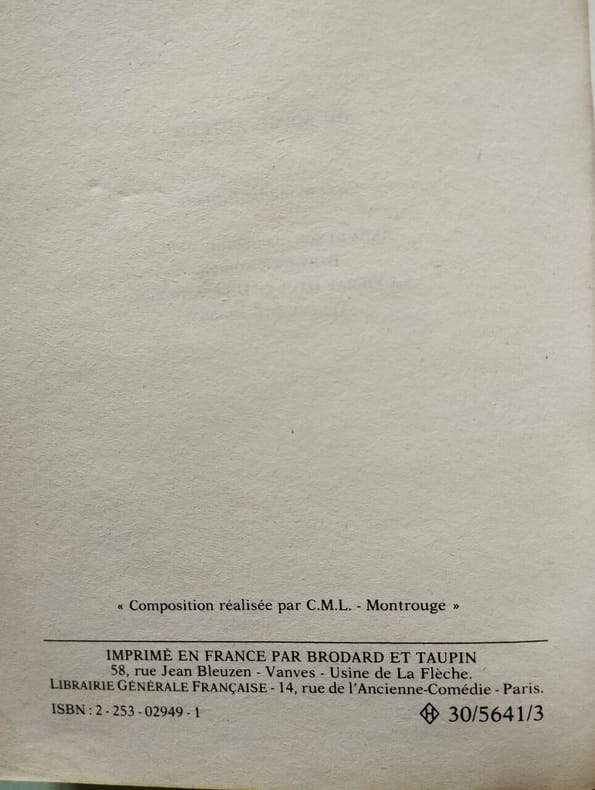 « Composition réalisée par C.M.L. - Montrouge »
IMPRIMÉ EN FRANCE PAR BRODARD ET TAUPIN
58, rue Jean Bleuzen - Vanves - Usine de La Flèche.
LIBRAIRIE GÉNÉRALE FRANÇAISE - 14, rue de l'Ancienne-Comédie - Paris.
ISBN : 2 - 253 - 02949 - 1
H 30/5641/3